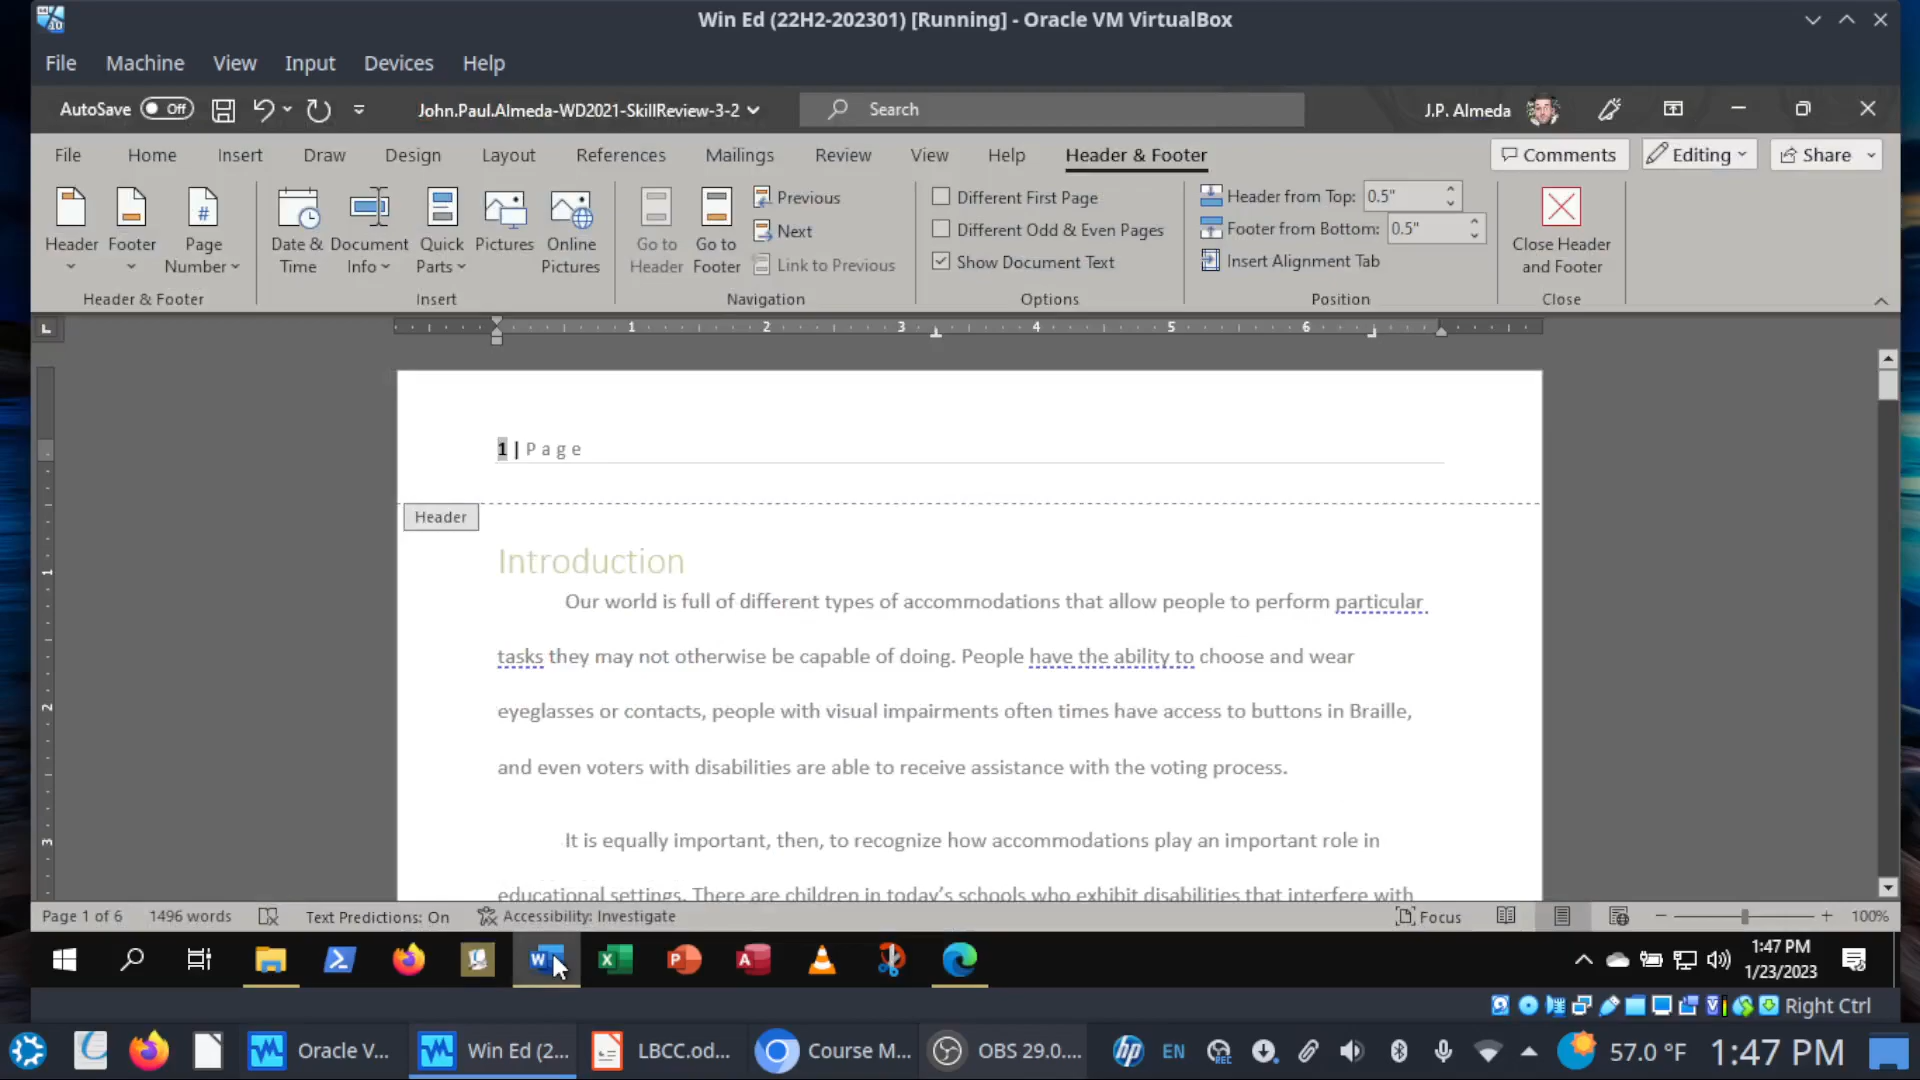 Win Ed (22H2-202301) [Running] - Oracle VM VirtualBox
File Machine View Input Devices Help
AutoSave Off John.Paul.Almeda-WD2021-SkillReview-3-2 Search J.P. Almeda
File Home Insert Draw Design Layout References Mailings Review View Help Header & Footer Comments Editing Share
Header Footer Page Number Date & Time Document Info Quick Parts Pictures Online Pictures Go to Header Go to Footer
Previous
Next
Link to Previous
Different First Page
Different Odd & Even Pages
Show Document Text
Header from Top: 0.5"
Footer from Bottom: 0.5"
Insert Alignment Tab
Close Header and Footer
Header & Footer Insert Navigation Options Position Close
1 2 3 4 5 6
1 | P a g e
Header
Introduction
Our world is full of different types of accommodations that allow people to perform particular
tasks they may not otherwise be capable of doing. People have the ability to choose and wear
eyeglasses or contacts, people with visual impairments often times have access to buttons in Braille,
and even voters with disabilities are able to receive assistance with the voting process.
It is equally important, then, to recognize how accommodations play an important role in
educational settings. There are children in today's schools who exhibit disabilities that interfere with
1
2
3
Page 1 of 6 1496 words Text Predictions: On Accessibility: Investigate Focus 100%
1:47 PM
1/23/2023
Right Ctrl
Oracle V... Win Ed (2... LBCC.od... Course M... OBS 29.0.... EN REC 57.0 °F 1:47 PM